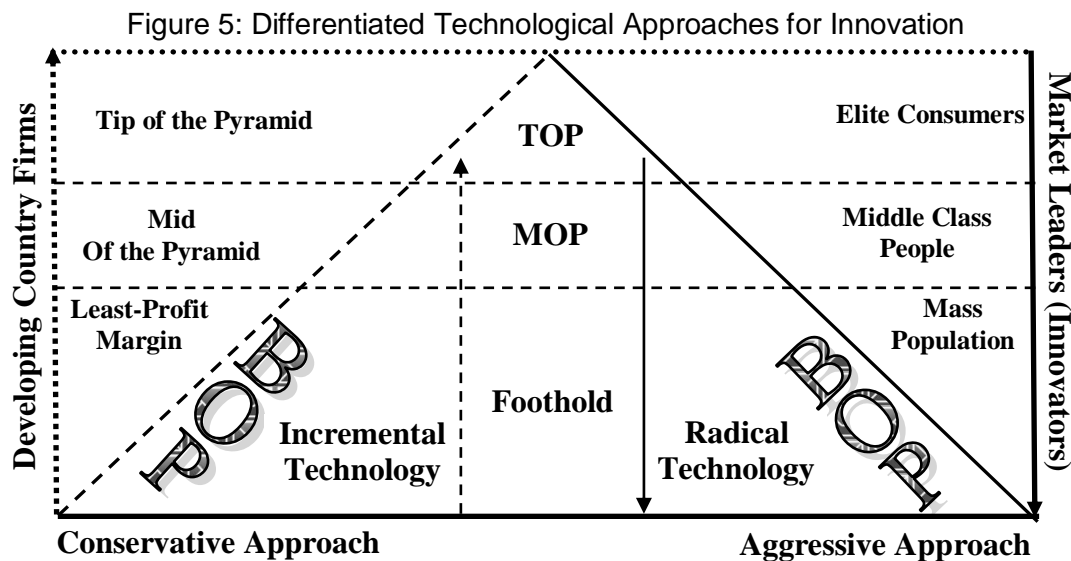 Figure 5: Differentiated Technological Approaches for Innovation
Developing Country Firms
Market Leaders (Innovators)
Tip of the Pyramid
TOP
Elite Consumers
Mid
Of the Pyramid
MOP
Middle Class
People
Least-Profit
Margin
Mass
Population
BOP
BOP
Foothold
Incremental
Technology
Radical
Technology
Conservative Approach
Aggressive Approach